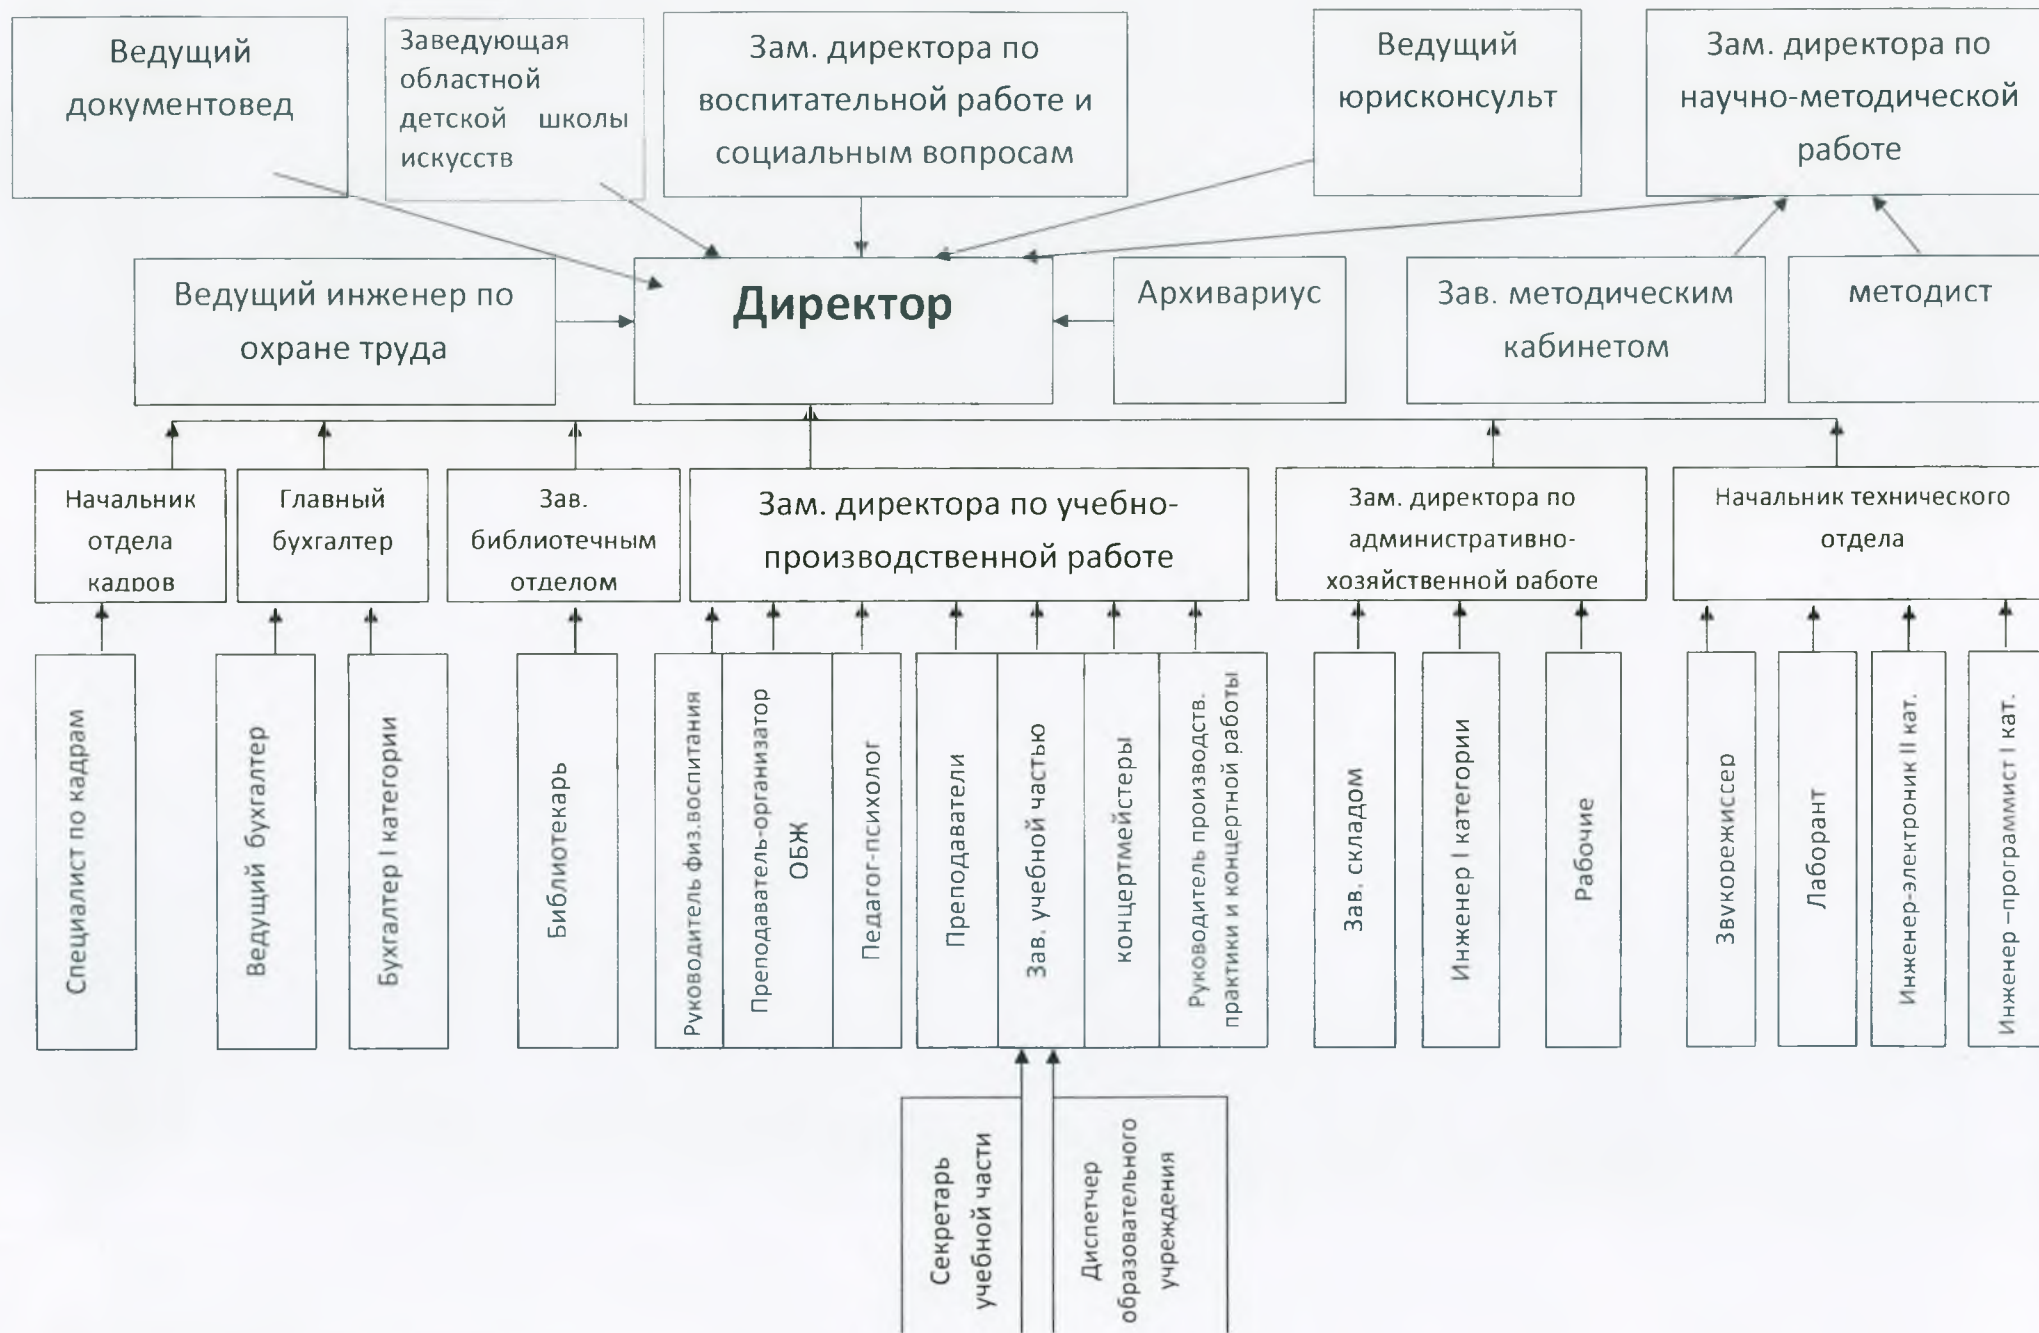 Ведущий
документовед
Заведующая
областной
детской школы
искусств
Зам. директора по
воспитательной работе и
социальным вопросам
Ведущий
юрисконсульт
Зам. директора по
научно-методической
работе
Ведущий инженер по
охране труда
Директор
Архивариус
Зав. методическим
кабинетом
методист
Начальник
отдела
кадров
Главный
бухгалтер
Зав.
библиотечным
отделом
Зам. директора по учебно-
производственной работе
Зам. директора по
административно-
хозяйственной работе
Начальник технического
отдела
Специалист по кадрам
Ведущий бухгалтер
Бухгалтер I категории
Библиотекарь
Руководитель физ.воспитания
Преподаватель-организатор
ОБЖ
Педагог-психолог
Преподаватели
Зав. учебной частью
концертмейстеры
Руководитель производств.
практики и концертной работы
Зав. складом
Инженер I категории
Рабочие
Звукорежиссер
Лаборант
Инженер-электроник II кат.
Инженер –программист I кат.
Секретарь
учебной части
Диспетчер
образовательного
учреждения